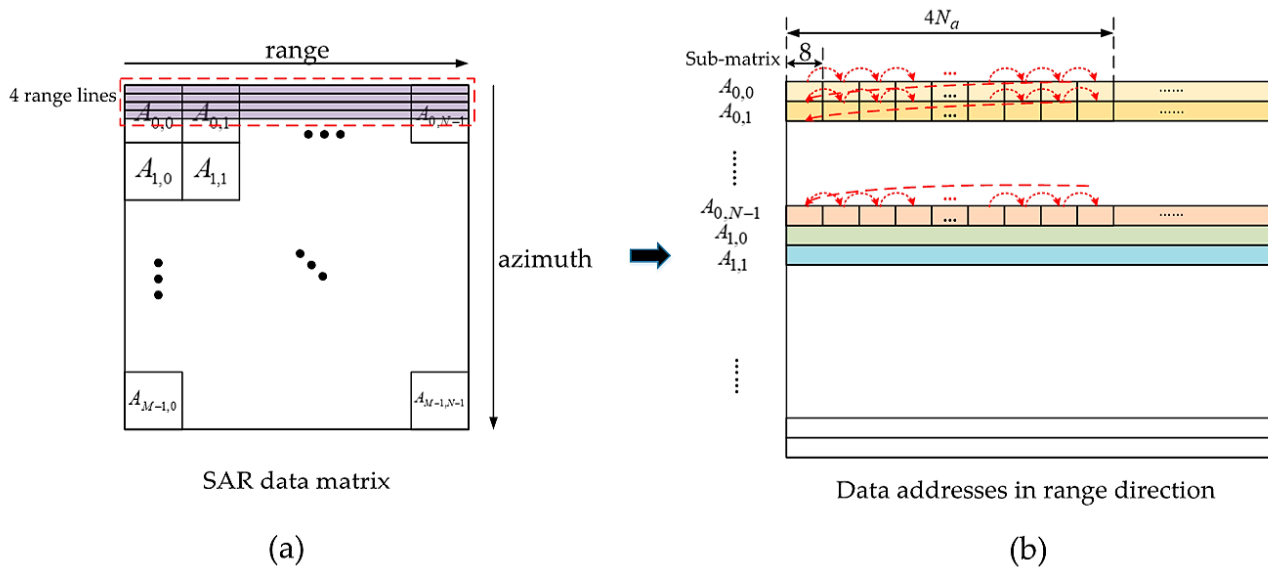 range
4 range lines
A0,0 A0,1 A0,N−1
•••
A1,0 A1,1
azimuth
AM−1,0 AM−1,N−1
SAR data matrix
(a)
4Na
Sub-matrix 8
...
A0,0 ... ......
A0,1 ... ......
......
...
A0,N−1 ... ......
A1,0
A1,1
......
Data addresses in range direction
(b)